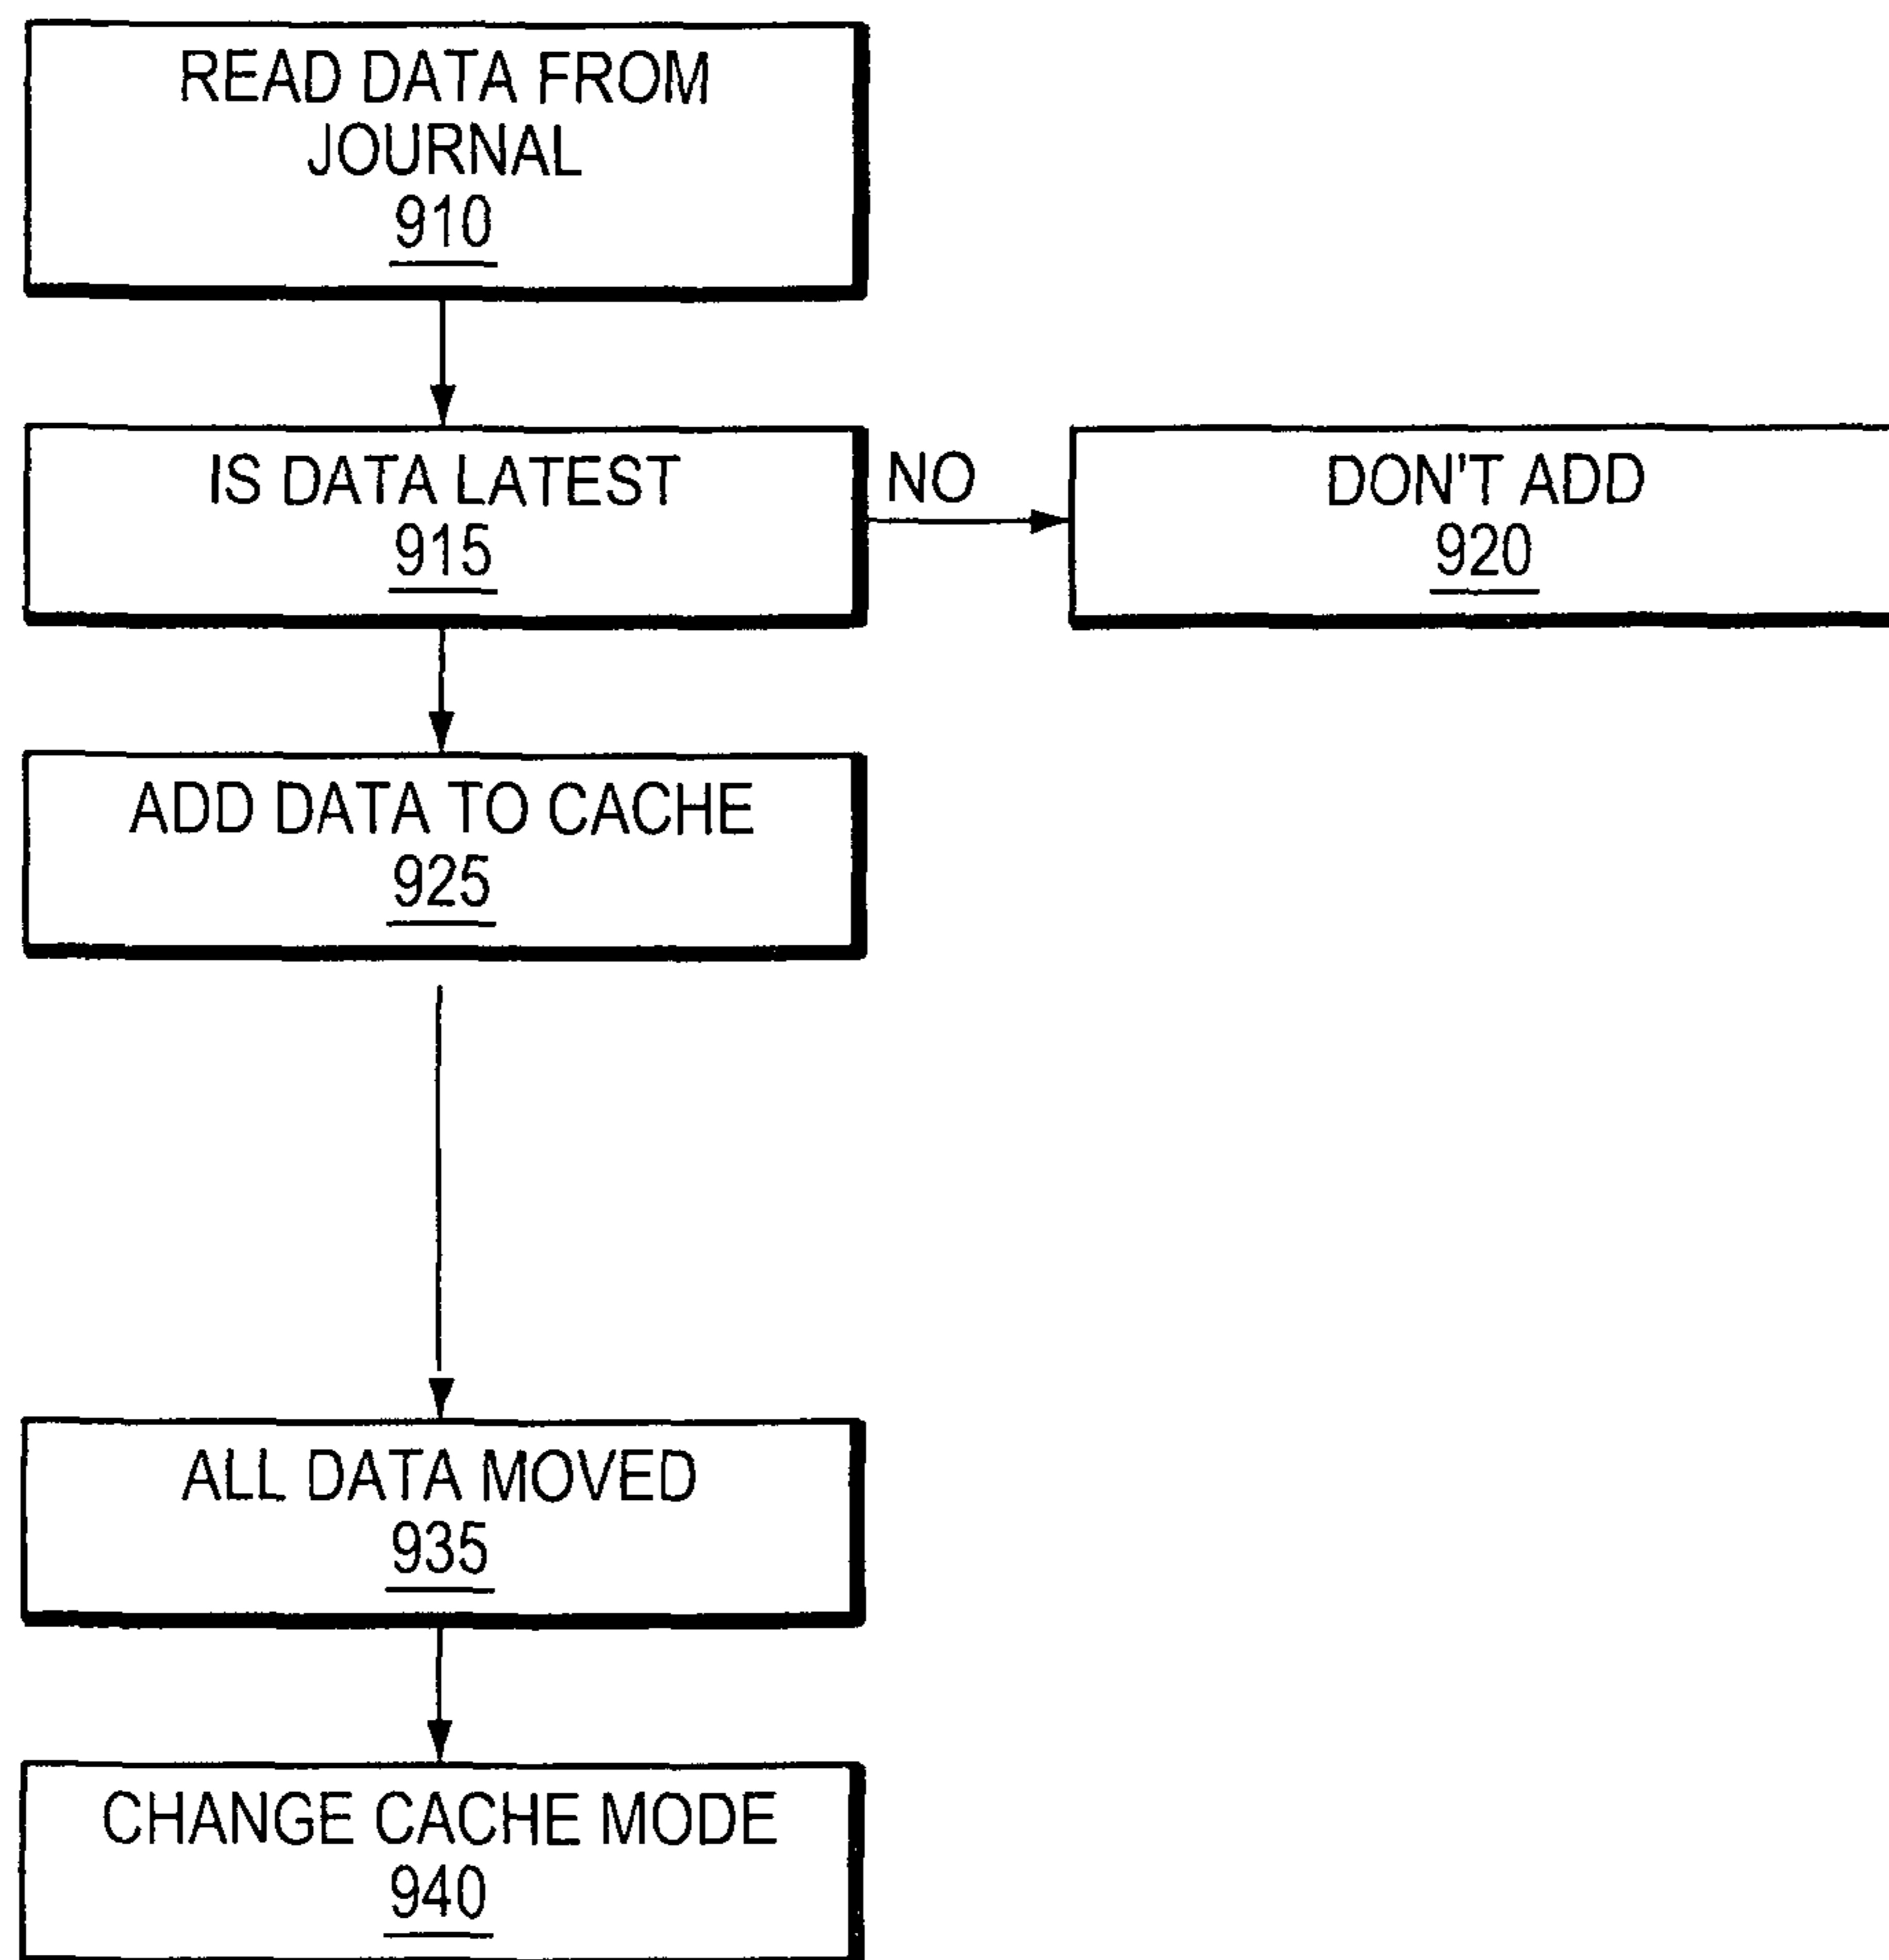 READ DATA FROM
JOURNAL
910
IS DATA LATEST
915
NO
DON'T ADD
920
ADD DATA TO CACHE
925
ALL DATA MOVED
935
CHANGE CACHE MODE
940